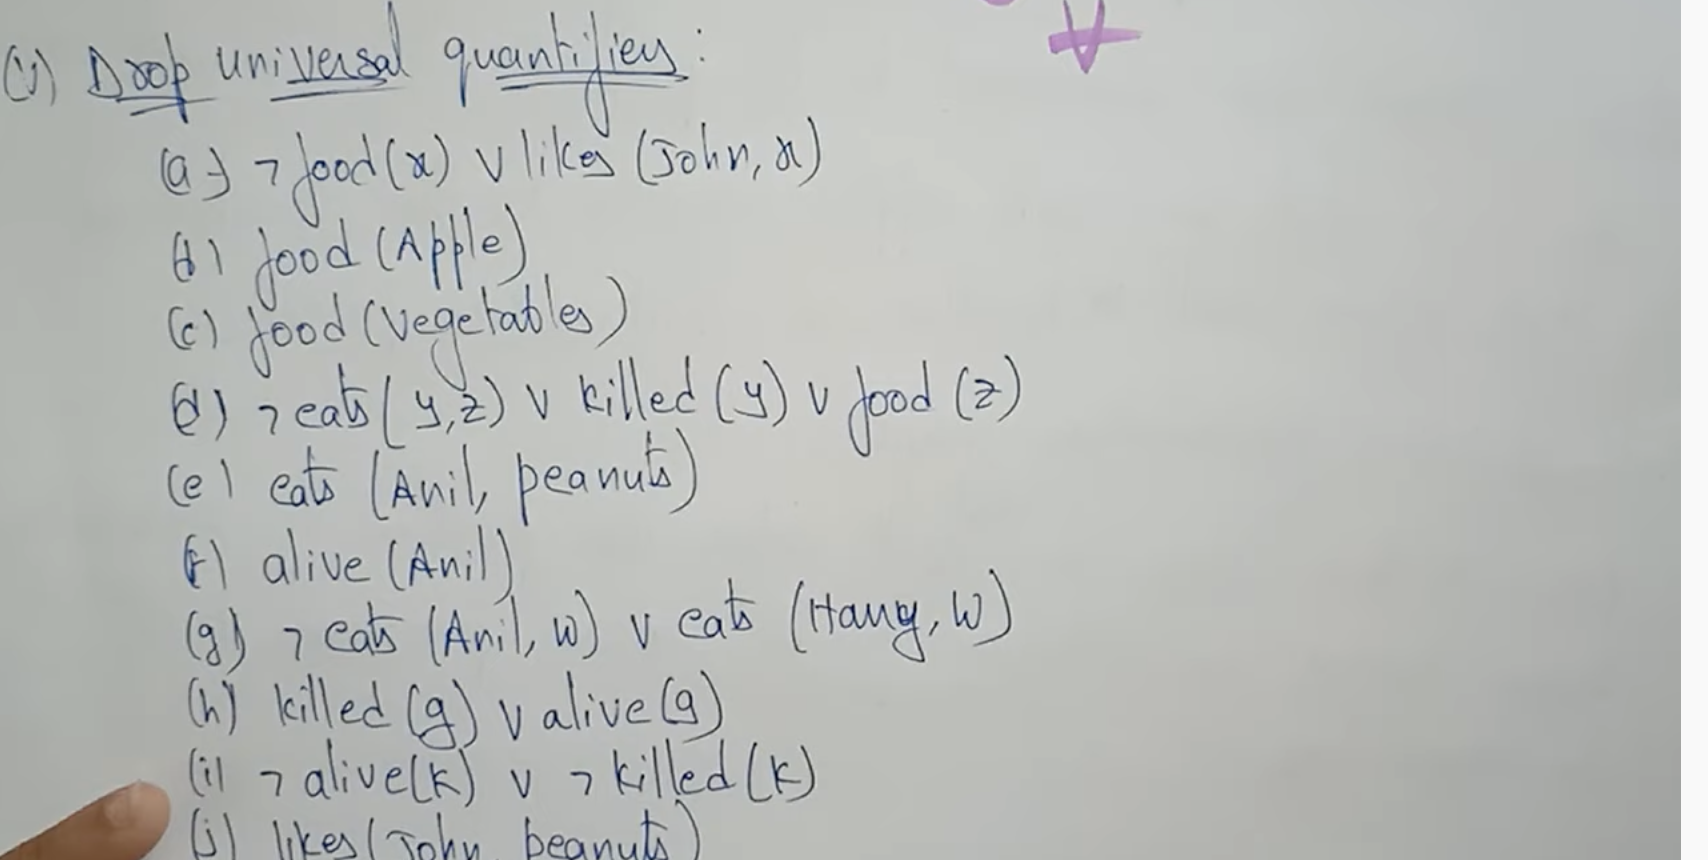 ∀
(v) Drop universal quantifiers:
(a) ¬ food(x) ∨ likes (John, x)
(b) food (Apple)
(c) food (vegetables)
(d) ¬ eats (y,z) ∨ killed (y) ∨ food (z)
(e) eats (Anil, peanuts)
(f) alive (Anil)
(g) ¬ eats (Anil, w) ∨ eats (Harry, w)
(h) killed (g) ∨ alive (g)
(i) ¬ alive(k) ∨ ¬ killed (k)
(j) likes (John, peanuts)